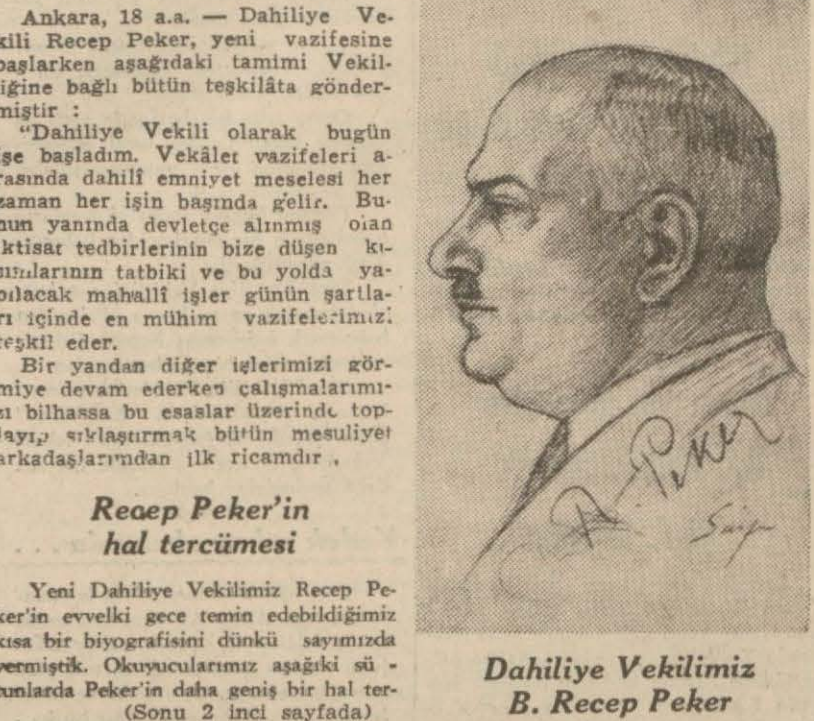 Ankara, 18 a.a. — Dahiliye Ve-
kili Recep Peker, yeni vazifesine
başlarken aşağıdaki tamimi Vekil-
iğine bağlı bütün teşkilâta gönder-
miştir :
"Dahiliye Vekili olarak bugün
işe başladım. Vekâlet vazifeleri a-
rasında dahilî emniyet meselesi her
zaman her işin başında gelir. Bu-
nun yanında devletçe alınmış olan
iktisat tedbirlerinin bize düşen kı-
sımlarının tatbiki ve bu yolda ya-
pılacak mahallî işler günün şartla-
rı içinde en mühim vazifelerimizi
teşkil eder.
Bir yandan diğer işlerimizi gör-
miye devam ederken çalışmalarımı-
zı bilhassa bu esaslar üzerinde top-
layıp sıklaştırmak bütün mesuliyet
arkadaşlarımdan ilk ricamdır .
Recep Peker'in
hal tercümesi
Yeni Dahiliye Vekilimiz Recep Pe-
ker'in evvelki gece temin edebildiğimiz
kısa bir biyografisini dünkü sayımızda
vermiştik. Okuyucularımız aşağıki sü -
tunlarda Peker'in daha geniş bir hal ter-
(Sonu 2 inci sayfada)
R. Peker
Dahiliye Vekilimiz
B. Recep Peker